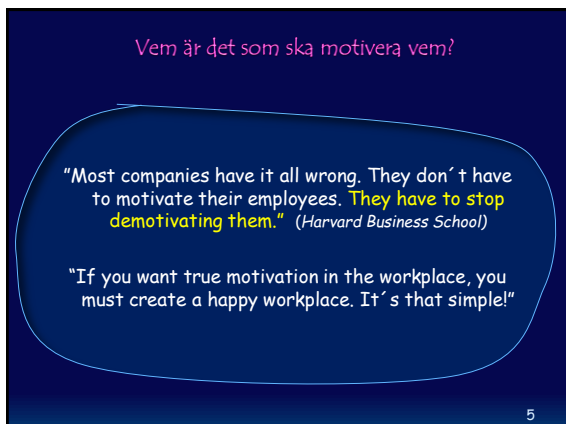 Vem är det som ska motivera vem?
"Most companies have it all wrong. They don´t have
to motivate their employees. They have to stop
demotivating them." (Harvard Business School)
"If you want true motivation in the workplace, you
must create a happy workplace. It´s that simple!"
5